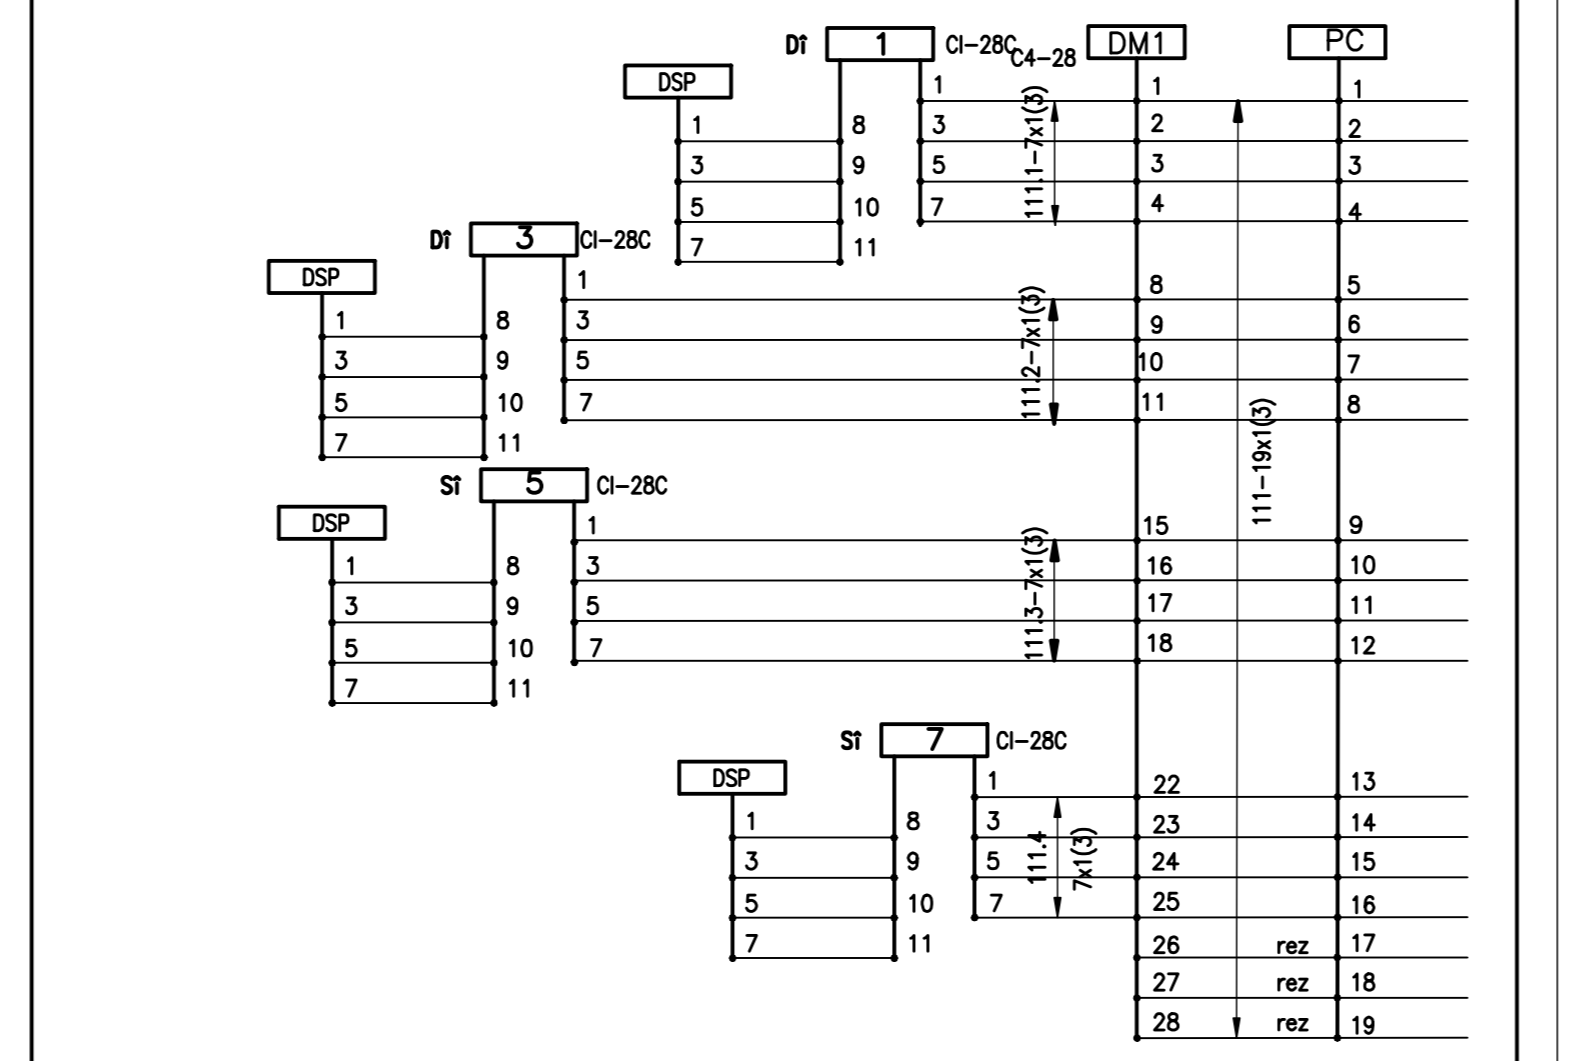 Dî 1 CI-28C C4-28 DM1 PC
DSP
1 1 1
1 8 3 2 2
3 9 5 3 3
5 10 7 4 4
7 11
111.1-7x1(3)
Dî 3 CI-28C
DSP
1 8 5
1 8 3 9 6
3 9 5 10 7
5 10 7 11 8
7 11
111.2-7x1(3)
111-19x1(3)
Sî 5 CI-28C
DSP
1 15 9
1 8 3 16 10
3 9 5 17 11
5 10 7 18 12
7 11
111.3-7x1(3)
Sî 7 CI-28C
DSP
1 22 13
1 8 3 23 14
3 9 5 24 15
5 10 7 25 16
7 11
111.4
7x1(3)
26 rez 17
27 rez 18
28 rez 19